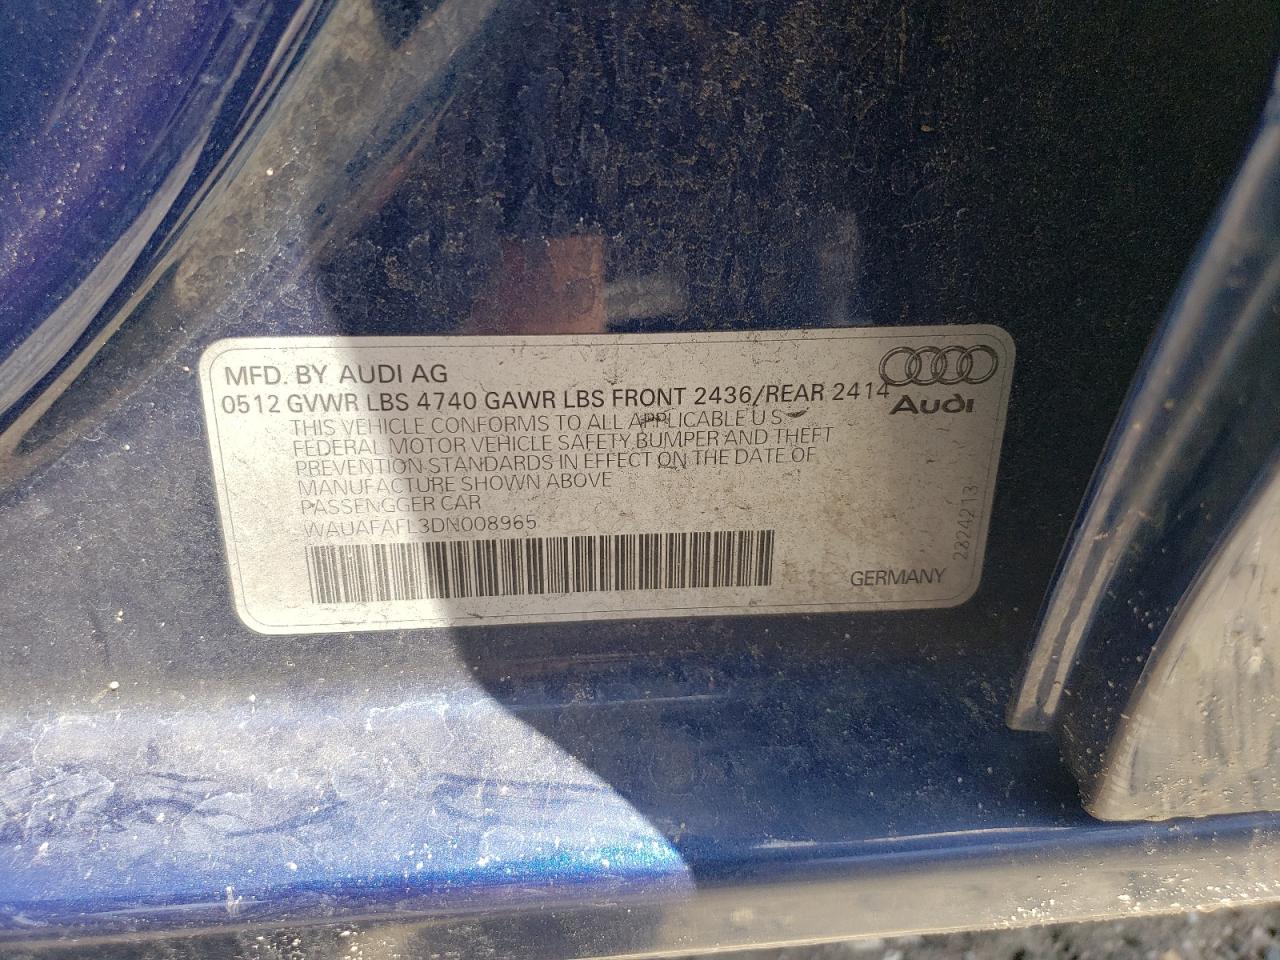 MFD. BY AUDI AG
0512 GVWR LBS 4740 GAWR LBS FRONT 2436/REAR 2414
Audi
THIS VEHICLE CONFORMS TO ALL APPLICABLE U S
FEDERAL MOTOR VEHICLE SAFETY,BUMPER AND THEFT
PREVENTION STANDARDS IN EFFECT ON THE DATE OF
MANUFACTURE SHOWN ABOVE
PASSENGGER CAR
WAUAFAFL3DN008965
GERMANY
2824213